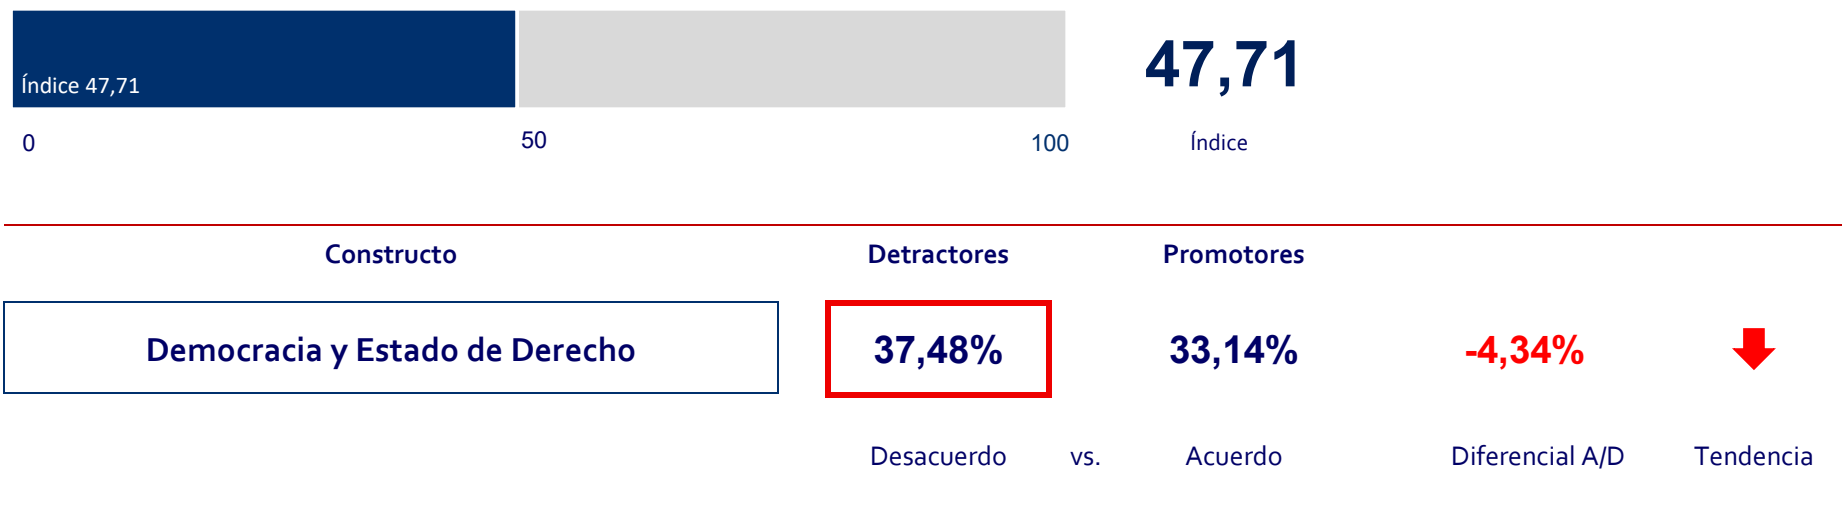 Índice 47,71
47,71
0
50
100
Índice
Constructo Detractores Promotores
Democracia y Estado de Derecho 37,48% 33,14% -4,34%
Desacuerdo vs. Acuerdo Diferencial A/D Tendencia